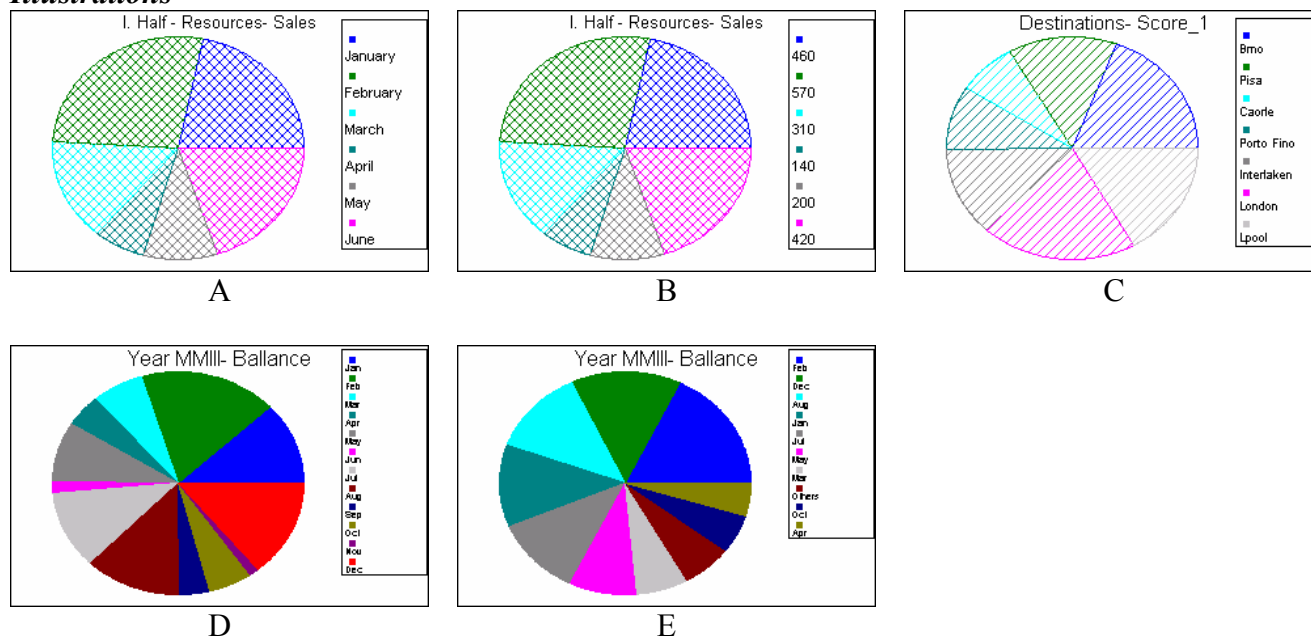 Illustrations
I. Half - Resources- Sales
January
February
March
April
May
June
A
I. Half - Resources- Sales
460
570
310
140
200
420
B
Destinations- Score_1
Brno
Pisa
Caorle
Porto Fino
Interlaken
London
Lpool
C
Year MMIII- Ballance
Jan
Feb
Mar
Apr
May
Jun
Jul
Aug
Sep
Oct
Nov
Dec
D
Year MMIII- Ballance
Feb
Dec
Aug
Jan
Jul
May
Mar
Others
Oct
Apr
E